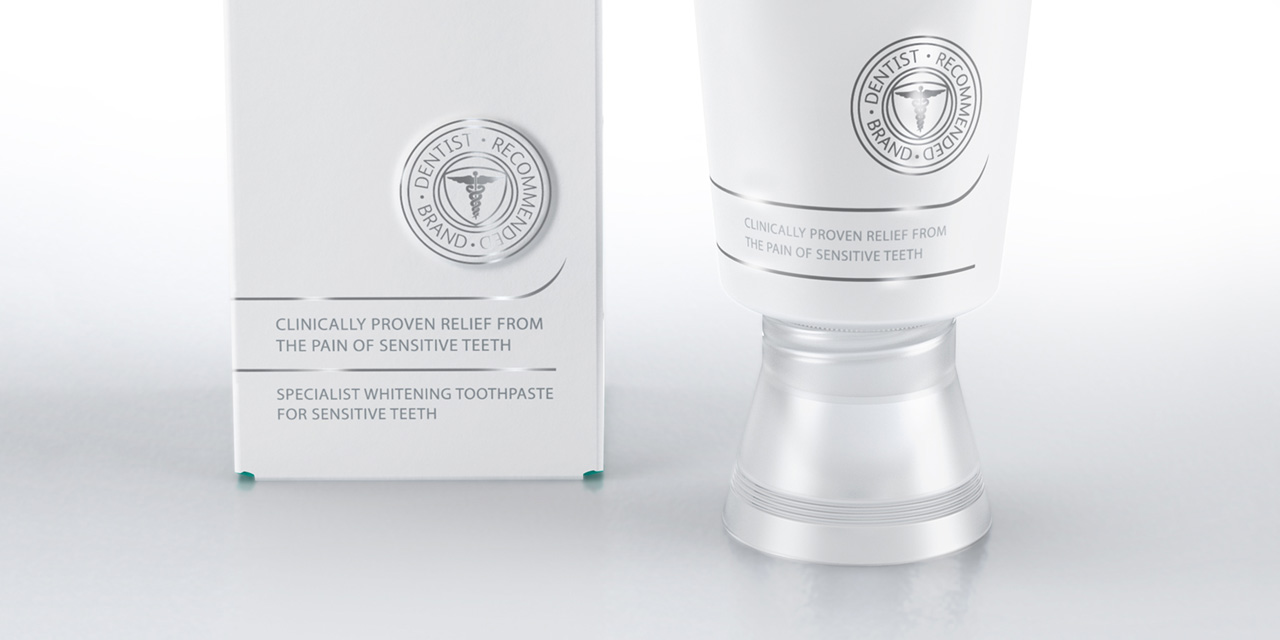 DENTIST · RECOMMENDED · BRAND ·
CLINICALLY PROVEN RELIEF FROM
THE PAIN OF SENSITIVE TEETH
SPECIALIST WHITENING TOOTHPASTE
FOR SENSITIVE TEETH
DENTIST · RECOMMENDED · BRAND ·
CLINICALLY PROVEN RELIEF FROM
THE PAIN OF SENSITIVE TEETH